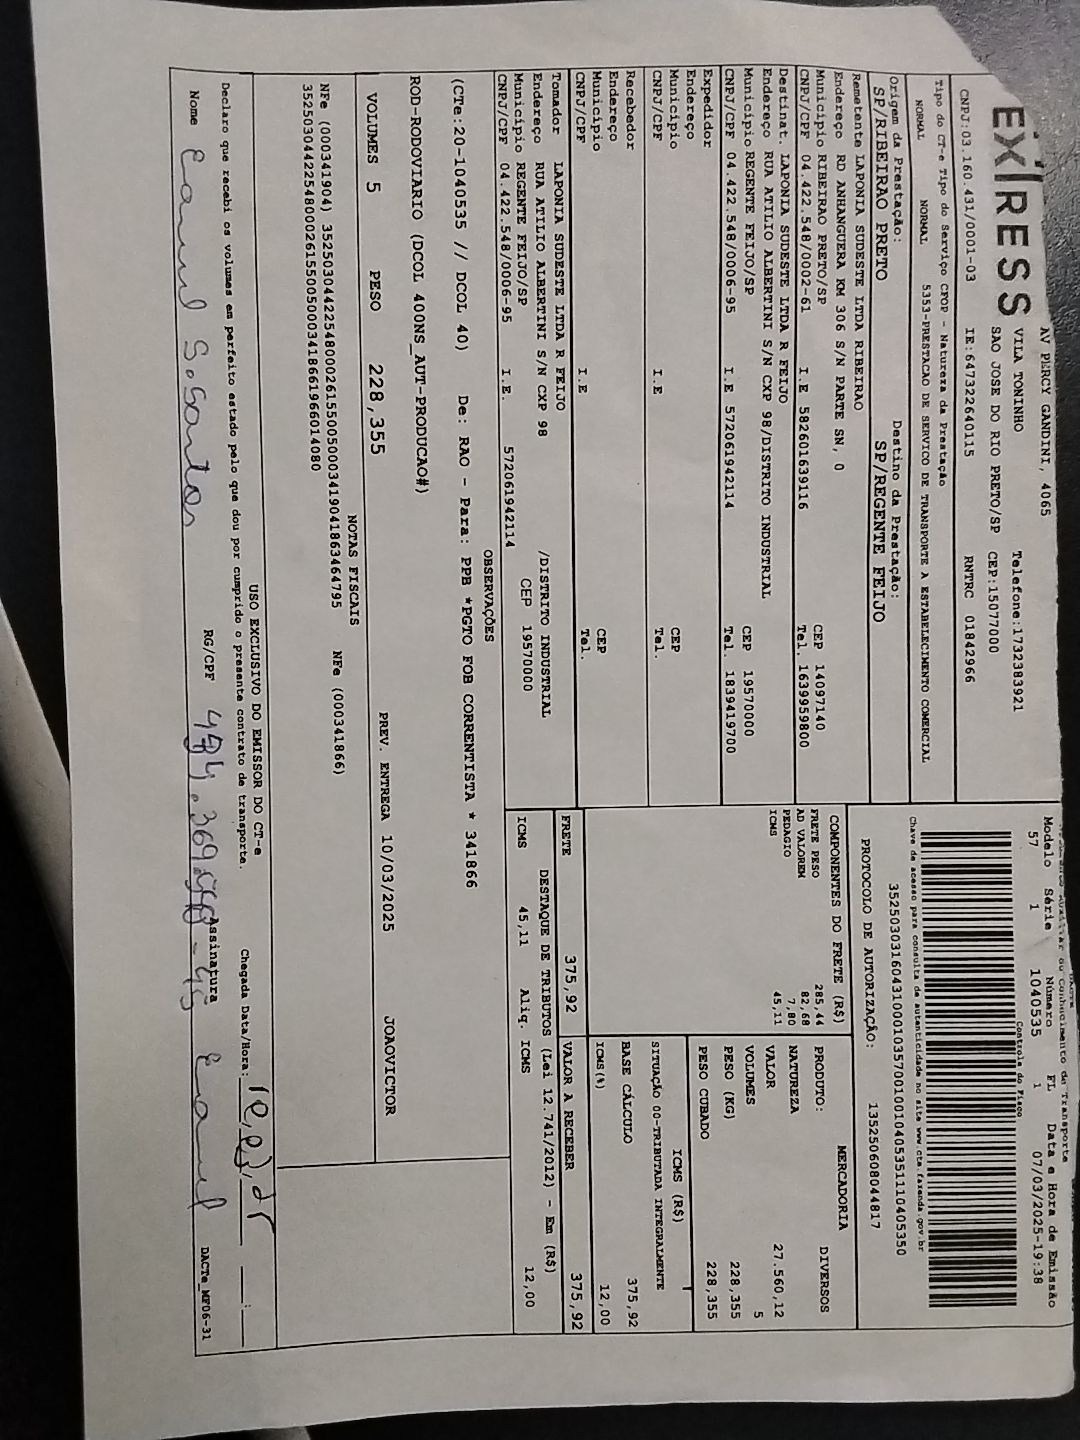 EXPRESS
AV PERCY GANDINI, 4065
VILA TONINHO
SAO JOSE DO RIO PRETO/SP
Telefone:1732383921
CEP:15077000
CNPJ:03.160.431/0001-03 IE:647322640115 RNTRC 01842966
Tipo do CT-e Tipo do Serviço CFOP - Natureza da Prestação
NORMAL NORMAL 5353-PRESTACAO DE SERVICO DE TRANSPORTE A ESTABELECIMENTO COMERCIAL
Origem da Prestação: Destino da Prestação:
SP/RIBEIRAO PRETO SP/REGENTE FEIJO
Remetente LAPONIA SUDESTE LTDA RIBEIRAO
Endereço RD ANHANGUERA KM 306 S/N PARTE SN, 0
Município RIBEIRAO PRETO/SP CEP 14097140
CNPJ/CPF 04.422.548/0002-61 I.E 582601639116 Tel. 1639959800
Destinat. LAPONIA SUDESTE LTDA R FEIJO
Endereço RUA ATILIO ALBERTINI S/N CXP 98/DISTRITO INDUSTRIAL
Município REGENTE FEIJO/SP CEP 19570000
CNPJ/CPF 04.422.548/0006-95 I.E 572061942114 Tel. 1839419700
Expedidor
Endereço
Município CEP
CNPJ/CPF I.E Tel.
Recebedor
Endereço
Município CEP
CNPJ/CPF I.E Tel.
Tomador LAPONIA SUDESTE LTDA R FEIJO
Endereço RUA ATILIO ALBERTINI S/N CXP 98 /DISTRITO INDUSTRIAL
Município REGENTE FEIJO/SP CEP 19570000
CNPJ/CPF 04.422.548/0006-95 I.E. 572061942114
Modelo Série Número FL Data e Hora de Emissão
57 1 1040535 1 07/03/2025-19:38
Controle do Fisco
Chave de acesso para consulta de autenticidade no site www.cte.fazenda.gov.br
35250303160431000103570010010405351110405350
PROTOCOLO DE AUTORIZAÇÃO: 135250608044817
COMPONENTES DO FRETE (R$)
FRETE PESO 285,44
AD VALOREM 82,68
PEDAGIO 7,80
ICMS 45,11
MERCADORIA
PRODUTO: DIVERSOS
NATUREZA
VALOR 27.560,12
VOLUMES 5
PESO (KG) 228,355
PESO CUBADO 228,355
ICMS (R$)
SITUAÇÃO 00-TRIBUTADA INTEGRALMENTE
BASE CÁLCULO 375,92
ICMS(%) 12,00
FRETE 375,92 VALOR A RECEBER 375,92
DESTAQUE DE TRIBUTOS (Lei 12.741/2012) - Em (R$)
ICMS 45,11 Aliq. ICMS 12,00
OBSERVAÇÕES
(CTe:20-1040535 // DCOL 40) De: RAO - Para: PPB *PGTO FOB CORRENTISTA * 341866
ROD-RODOVIARIO (DCOL 400NS_AUT-PRODUCAO#)
VOLUMES 5 PESO 228,355 PREV. ENTREGA 10/03/2025 JOAOVICTOR
NOTAS FISCAIS
NFe (000341904) 35250304422548000261550050003419041863464795 NFe (000341866)
35250304422548000261550050003418661966014080
USO EXCLUSIVO DO EMISSOR DO CT-e
Declaro que recebi os volumes em perfeito estado pelo que dou por cumprido o presente contrato de transporte. Chegada Data/Hora:
Nome RG/CPF Assinatura
DACTe_MF06-31